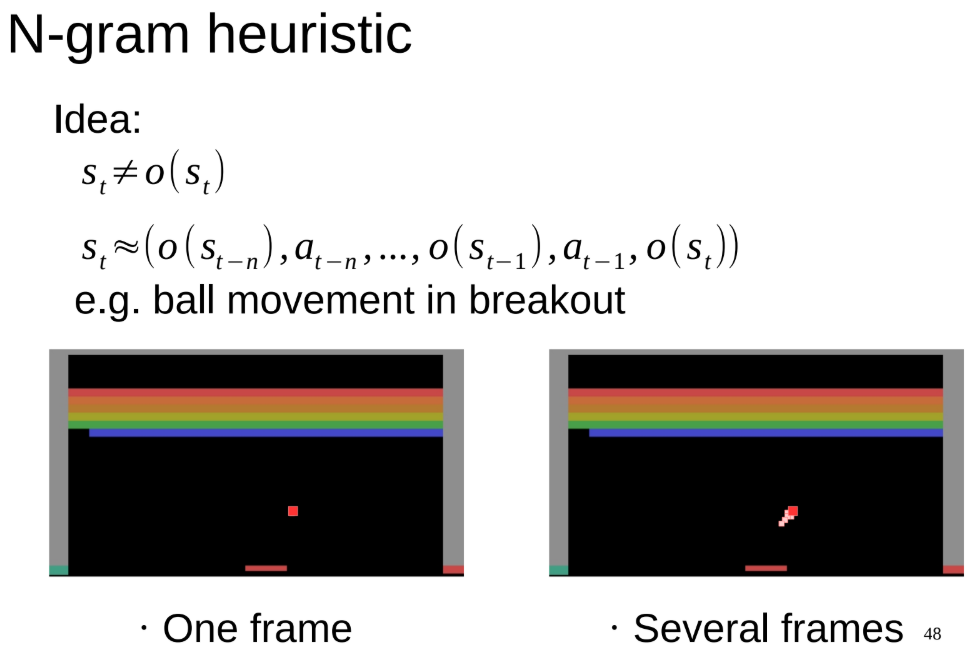 N-gram heuristic
Idea:
s_t≠o(s_t)
s_t≈(o(s_{t−n}),a_{t−n},...,o(s_{t−1}),a_{t−1},o(s_t))
e.g. ball movement in breakout
· One frame
· Several frames
48